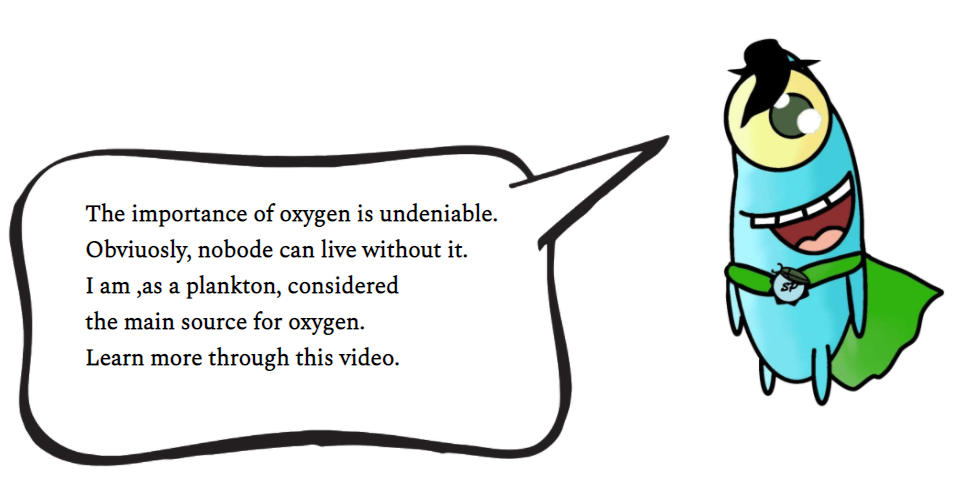 The importance of oxygen is undeniable.
Obviuosly, nobode can live without it.
I am ,as a plankton, considered
the main source for oxygen.
Learn more through this video.
SP